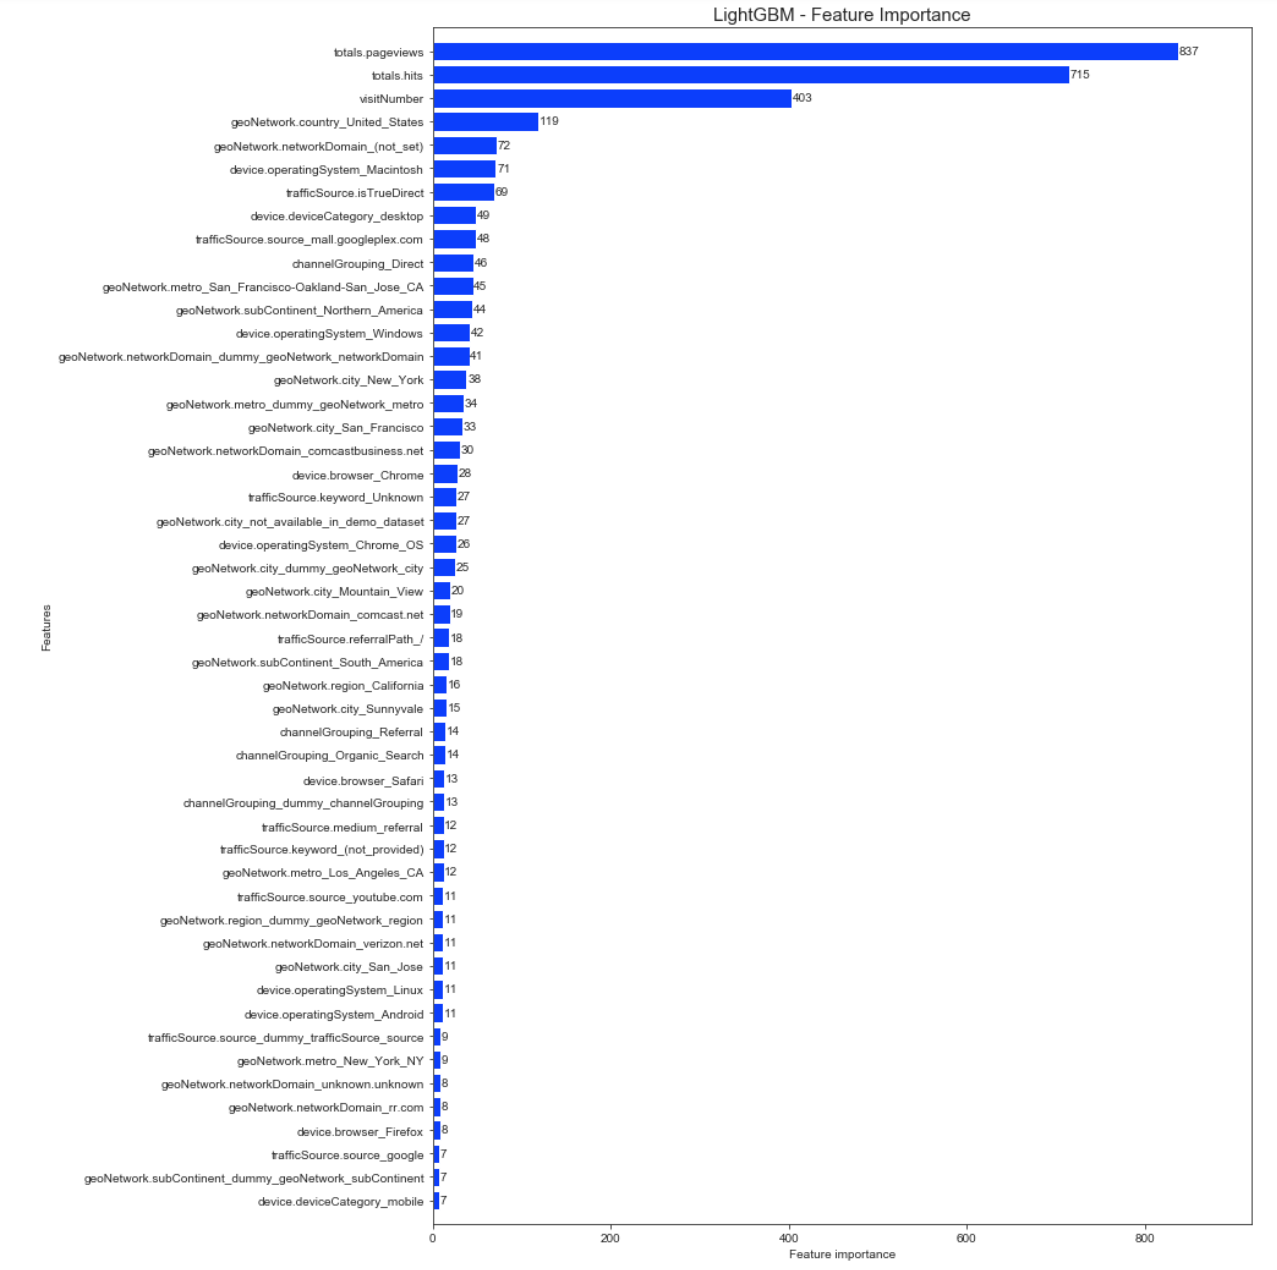 LightGBM - Feature Importance
totals.pageviews 837
totals.hits 715
visitNumber 403
geoNetwork.country_United_States 119
geoNetwork.networkDomain_(not_set) 72
device.operatingSystem_Macintosh 71
trafficSource.isTrueDirect 69
device.deviceCategory_desktop 49
trafficSource.source_mall.googleplex.com 48
channelGrouping_Direct 46
geoNetwork.metro_San_Francisco-Oakland-San_Jose_CA 45
geoNetwork.subContinent_Northern_America 44
device.operatingSystem_Windows 42
geoNetwork.networkDomain_dummy_geoNetwork_networkDomain 41
geoNetwork.city_New_York 38
geoNetwork.metro_dummy_geoNetwork_metro 34
geoNetwork.city_San_Francisco 33
geoNetwork.networkDomain_comcastbusiness.net 30
device.browser_Chrome 28
trafficSource.keyword_Unknown 27
geoNetwork.city_not_available_in_demo_dataset 27
device.operatingSystem_Chrome_OS 26
geoNetwork.city_dummy_geoNetwork_city 25
geoNetwork.city_Mountain_View 20
geoNetwork.networkDomain_comcast.net 19
trafficSource.referralPath_/ 18
geoNetwork.subContinent_South_America 18
geoNetwork.region_California 16
geoNetwork.city_Sunnyvale 15
channelGrouping_Referral 14
channelGrouping_Organic_Search 14
device.browser_Safari 13
channelGrouping_dummy_channelGrouping 13
trafficSource.medium_referral 12
trafficSource.keyword_(not_provided) 12
geoNetwork.metro_Los_Angeles_CA 12
trafficSource.source_youtube.com 11
geoNetwork.region_dummy_geoNetwork_region 11
geoNetwork.networkDomain_verizon.net 11
geoNetwork.city_San_Jose 11
device.operatingSystem_Linux 11
device.operatingSystem_Android 11
trafficSource.source_dummy_trafficSource_source 9
geoNetwork.metro_New_York_NY 9
geoNetwork.networkDomain_unknown.unknown 8
geoNetwork.networkDomain_rr.com 8
device.browser_Firefox 8
trafficSource.source_google 7
geoNetwork.subContinent_dummy_geoNetwork_subContinent 7
device.deviceCategory_mobile 7
Features
0 200 400 600 800
Feature importance